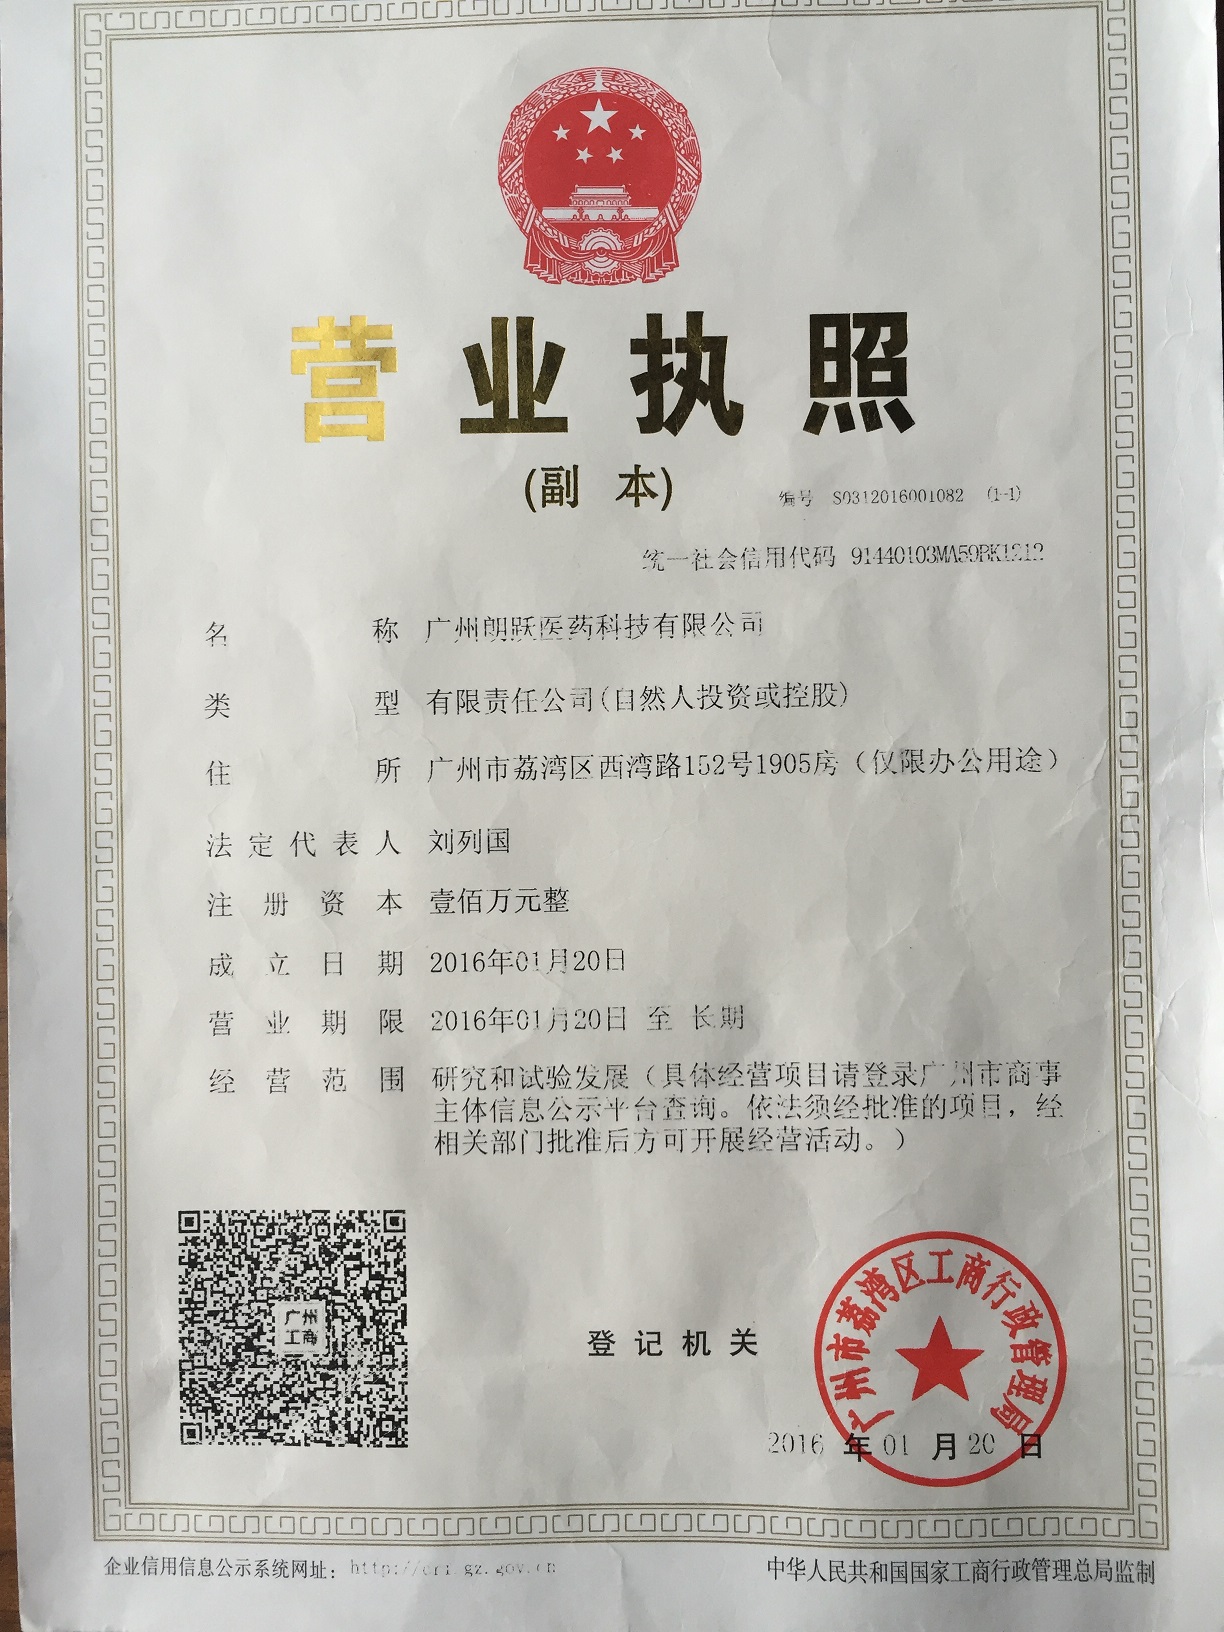 营业执照
(副 本)
编号 S0312016001082 (1-1)
统一社会信用代码 91440103MA59BK1212
名 称 广州朗跃医药科技有限公司
类 型 有限责任公司(自然人投资或控股)
住 所 广州市荔湾区西湾路152号1905房（仅限办公用途）
法定代表人 刘列国
注 册 资 本 壹佰万元整
成 立 日 期 2016年01月20日
营 业 期 限 2016年01月20日 至 长期
经 营 范 围 研究和试验发展（具体经营项目请登录广州市商事
主体信息公示平台查询。依法须经批准的项目，经
相关部门批准后方可开展经营活动。）
广州
工商
登 记 机 关
广州市荔湾区工商行政管理局
2016 年 01 月 20 日
企业信用信息公示系统网址：http://cri.gz.gov.cn
中华人民共和国国家工商行政管理总局监制